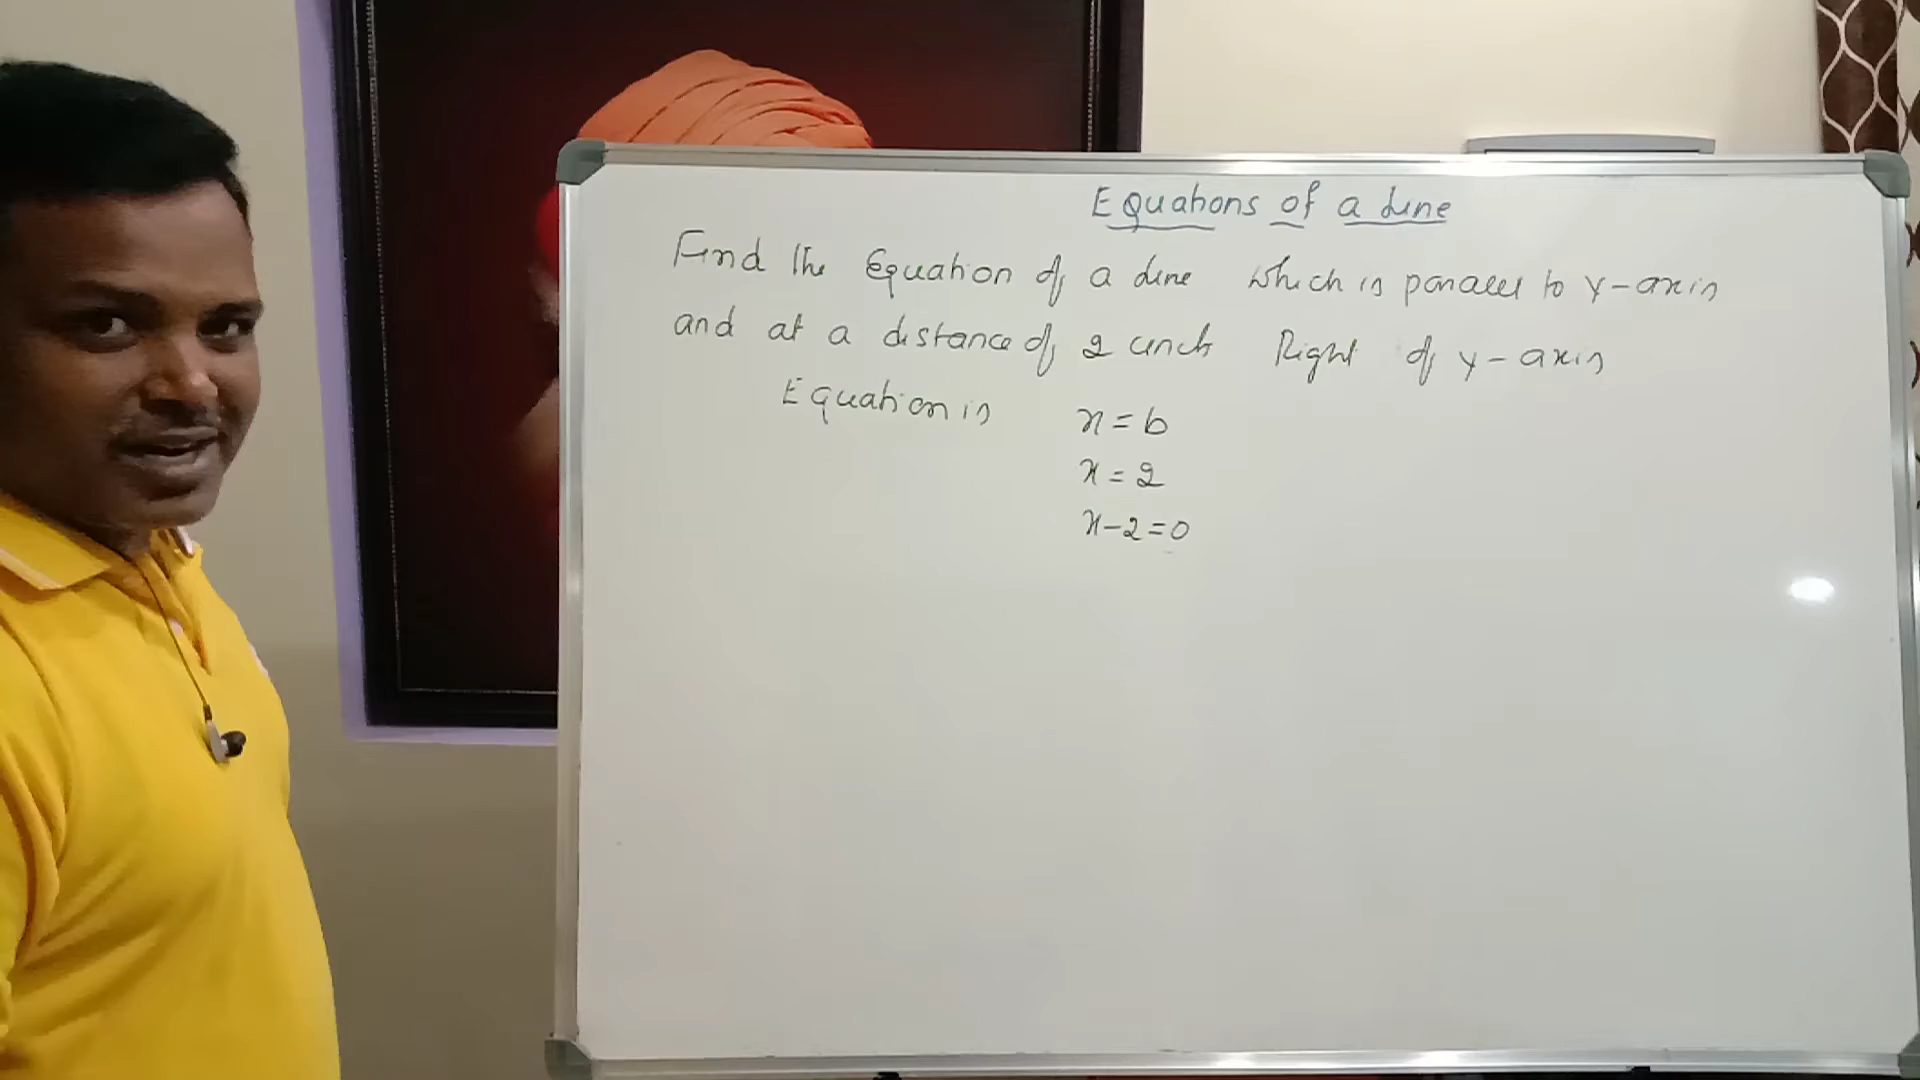 Equations of a Line
Find the Equation of a Line which is parallel to Y-axis
and at a distance of 2 units Right of Y-axis
Equation is
x = b
x = 2
x-2=0